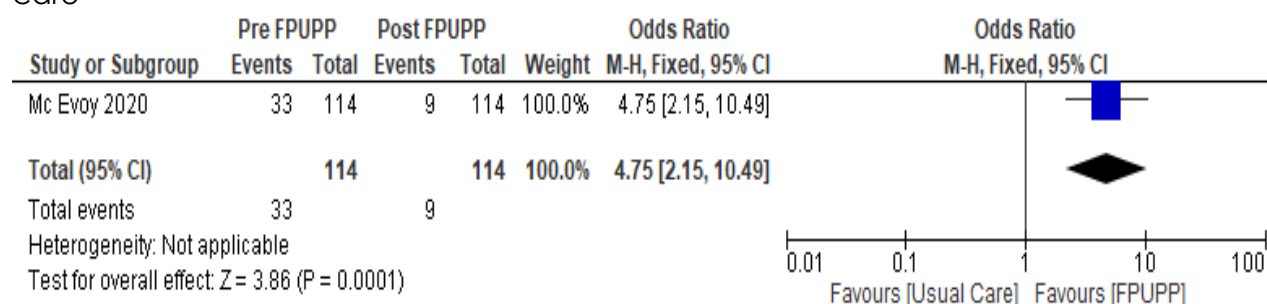 Care
Pre FPUPP Post FPUPP Odds Ratio Odds Ratio
Study or Subgroup Events Total Events Total Weight M-H, Fixed, 95% CI M-H, Fixed, 95% CI
Mc Evoy 2020 33 114 9 114 100.0% 4.75 [2.15, 10.49]
Total (95% CI) 114 114 100.0% 4.75 [2.15, 10.49]
Total events 33 9
Heterogeneity: Not applicable
Test for overall effect: Z = 3.86 (P = 0.0001)
0.01 0.1 1 10 100
Favours [Usual Care] Favours [FPUPP]